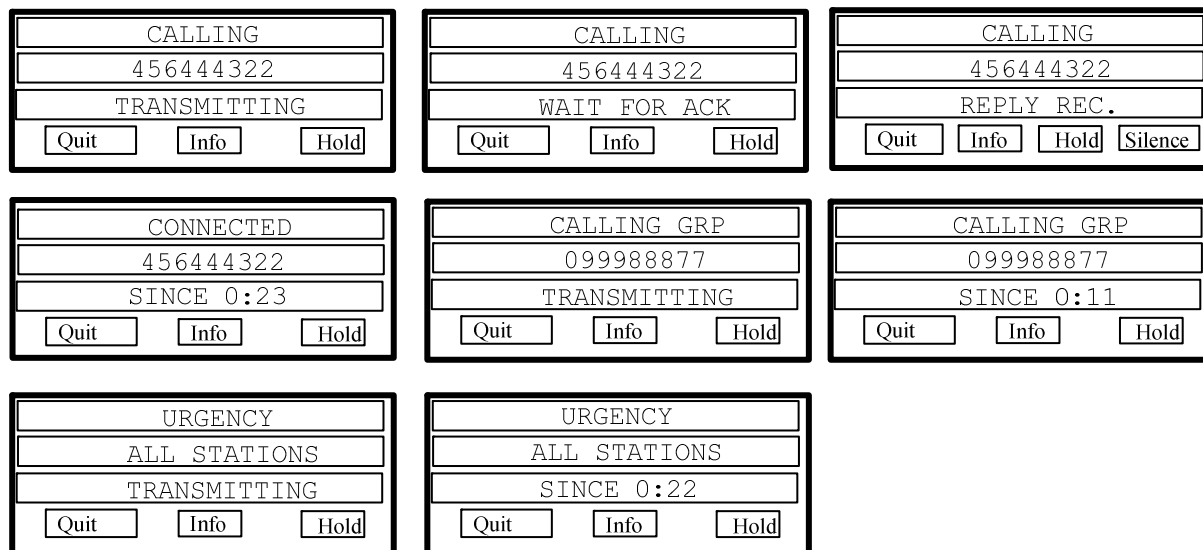 CALLING
456444322
TRANSMITTING
Quit Info Hold
CALLING
456444322
WAIT FOR ACK
Quit Info Hold
CALLING
456444322
REPLY REC.
Quit Info Hold Silence
CONNECTED
456444322
SINCE 0:23
Quit Info Hold
CALLING GRP
099988877
TRANSMITTING
Quit Info Hold
CALLING GRP
099988877
SINCE 0:11
Quit Info Hold
URGENCY
ALL STATIONS
TRANSMITTING
Quit Info Hold
URGENCY
ALL STATIONS
SINCE 0:22
Quit Info Hold